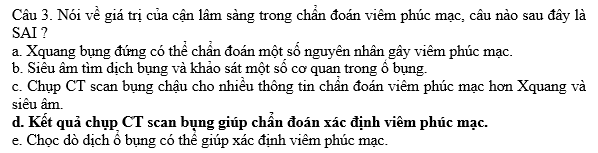 Câu 3. Nói về giá trị của cận lâm sàng trong chẩn đoán viêm phúc mạc, câu nào sau đây là
SAI ?
a. Xquang bụng đứng có thể chẩn đoán một số nguyên nhân gây viêm phúc mạc.
b. Siêu âm tìm dịch bụng và khảo sát một số cơ quan trong ổ bụng.
c. Chụp CT scan bụng chậu cho nhiều thông tin chẩn đoán viêm phúc mạc hơn Xquang và
siêu âm.
d. Kết quả chụp CT scan bụng giúp chẩn đoán xác định viêm phúc mạc.
e. Chọc dò dịch ổ bụng có thể giúp xác định viêm phúc mạc.